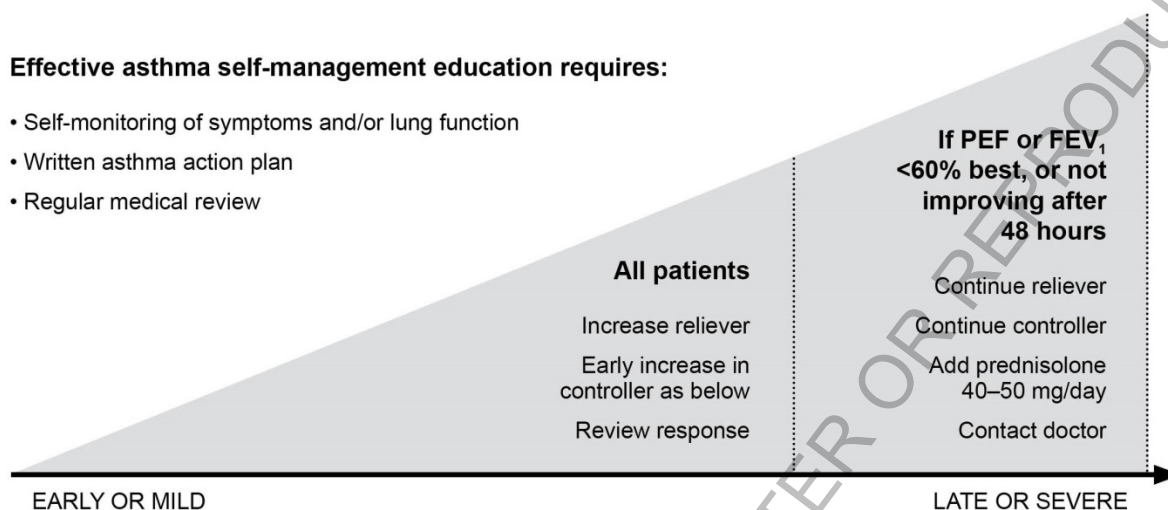 Effective asthma self-management education requires:
• Self-monitoring of symptoms and/or lung function
• Written asthma action plan
• Regular medical review
All patients
Increase reliever
Early increase in
controller as below
Review response
If PEF or FEV₁
<60% best, or not
improving after
48 hours
Continue reliever
Continue controller
Add prednisolone
40–50 mg/day
Contact doctor
EARLY OR MILD
LATE OR SEVERE